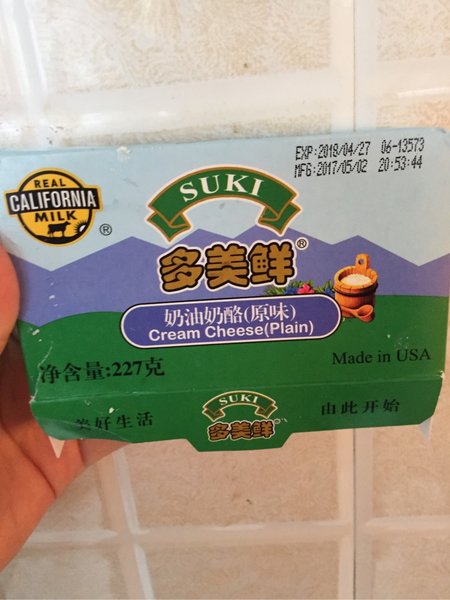 EXP:2018/04/27 06-13573
MFG:2017/05/02 20:53:44
REAL
CALIFORNIA
MILK
®
SUKI
多美鲜®
奶油奶酪(原味)
Cream Cheese(Plain)
净含量:227克
Made in USA
美好生活
SUKI
多美鲜
由此开始